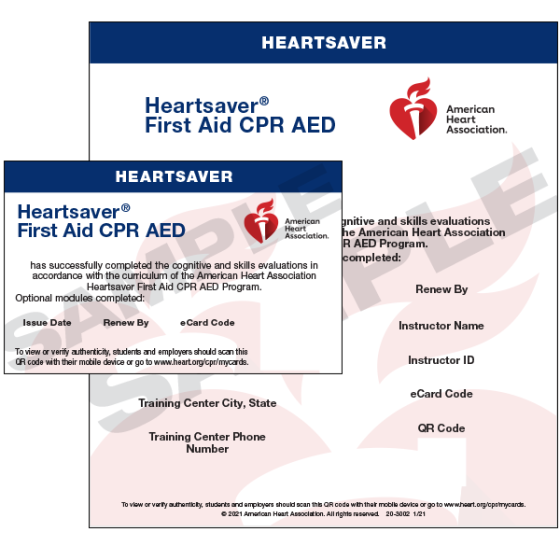 HEARTSAVER
Heartsaver®
First Aid CPR AED
American
Heart
Association.
HEARTSAVER
Heartsaver®
First Aid CPR AED
American
Heart
Association.
has successfully completed the cognitive and skills evaluations in
accordance with the curriculum of the American Heart Association
Heartsaver First Aid CPR AED Program.
Optional modules completed:
Issue Date Renew By eCard Code
To view or verify authenticity, students and employers should scan this
QR code with their mobile device or go to www.heart.org/cpr/mycards.
SAMPLE
gnitive and skills evaluations
he American Heart Association
R AED Program.
completed:
Renew By
Instructor Name
Instructor ID
eCard Code
QR Code
Training Center City, State
Training Center Phone
Number
SAMPLE
To view or verify authenticity, students and employers should scan this QR code with their mobile device or go to www.heart.org/cpr/mycards.
© 2021 American Heart Association. All rights reserved. 20-3002 1/21